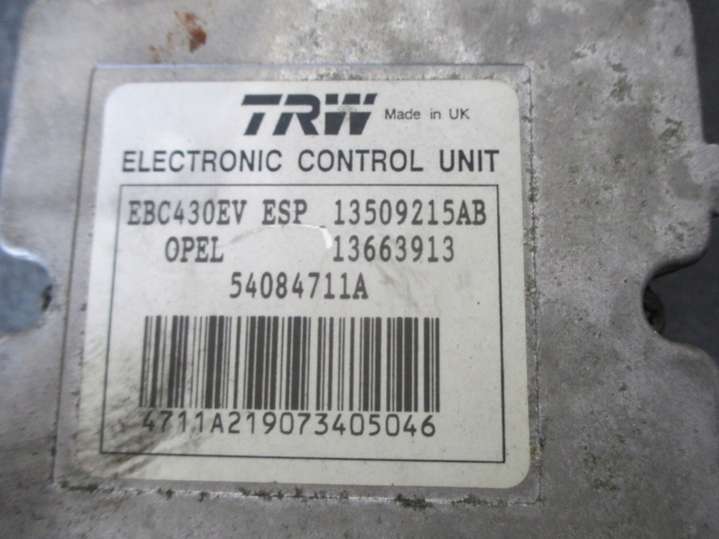 TRW Made in UK
ELECTRONIC CONTROL UNIT
EBC430EV ESP 13509215AB
OPEL 13663913
54084711A
4711A219073405046